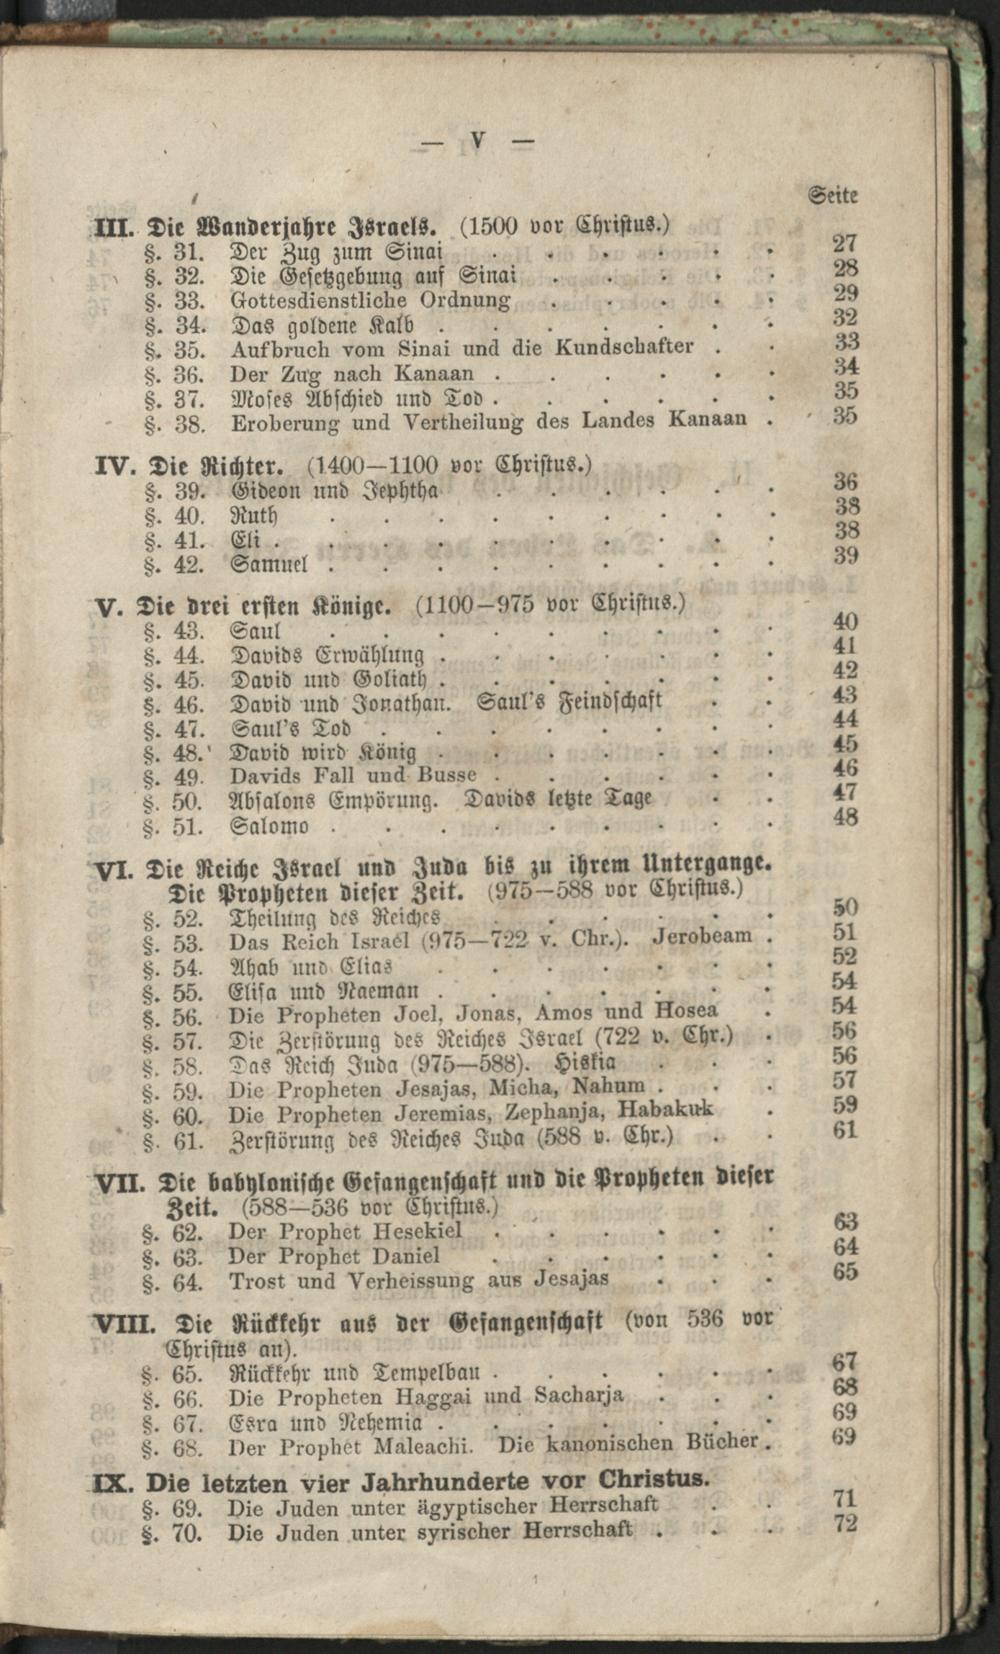 — V —
Seite
III. Die Wanderjahre Israels. (1500 vor Christus.)
§. 31. Der Zug zum Sinai . . . . . . 27
§. 32. Die Gesetzgebung auf Sinai . . . . . 28
§. 33. Gottesdienstliche Ordnung . . . . . 29
§. 34. Das goldene Kalb . . . . . . . 32
§. 35. Aufbruch vom Sinai und die Kundschafter . . 33
§. 36. Der Zug nach Kanaan . . . . . . 34
§. 37. Moses Abschied und Tod . . . . . . 35
§. 38. Eroberung und Vertheilung des Landes Kanaan . 35
IV. Die Richter. (1400—1100 vor Christus.)
§. 39. Gideon und Jephtha . . . . . . 36
§. 40. Ruth . . . . . . . . . 38
§. 41. Eli . . . . . . . . . . 38
§. 42. Samuel . . . . . . . . . 39
V. Die drei ersten Könige. (1100—975 vor Christus.)
§. 43. Saul . . . . . . . . . 40
§. 44. Davids Erwählung . . . . . . . 41
§. 45. David und Goliath . . . . . . . 42
§. 46. David und Jonathan. Saul's Feindschaft . . 43
§. 47. Saul's Tod . . . . . . . . 44
§. 48. David wird König . . . . . . . 45
§. 49. Davids Fall und Busse . . . . . . 46
§. 50. Absalons Empörung. Davids letzte Tage . . 47
§. 51. Salomo . . . . . . . . . 48
VI. Die Reiche Israel und Juda bis zu ihrem Untergange.
Die Propheten dieser Zeit. (975—588 vor Christus.)
§. 52. Theilung des Reiches . . . . . . 50
§. 53. Das Reich Israel (975—722 v. Chr.). Jerobeam . 51
§. 54. Ahab und Elias . . . . . . . 52
§. 55. Elisa und Naeman . . . . . . . 54
§. 56. Die Propheten Joel, Jonas, Amos und Hosea . 54
§. 57. Die Zerstörung des Reiches Israel (722 v. Chr.) . 56
§. 58. Das Reich Juda (975—588). Hiskia . . . 56
§. 59. Die Propheten Jesajas, Micha, Nahum . . . 57
§. 60. Die Propheten Jeremias, Zephanja, Habakuk . 59
§. 61. Zerstörung des Reiches Juda (588 v. Chr.) . . 61
VII. Die babylonische Gefangenschaft und die Propheten dieser
Zeit. (588—536 vor Christus.)
§. 62. Der Prophet Hesekiel . . . . . . 63
§. 63. Der Prophet Daniel . . . . . . 64
§. 64. Trost und Verheissung aus Jesajas . . . 65
VIII. Die Rückkehr aus der Gefangenschaft (von 536 vor
Christus an).
§. 65. Rückkehr und Tempelbau . . . . . . 67
§. 66. Die Propheten Haggai und Sacharja . . . 68
§. 67. Esra und Nehemia . . . . . . . 69
§. 68. Der Prophet Maleachi. Die kanonischen Bücher . 69
IX. Die letzten vier Jahrhunderte vor Christus.
§. 69. Die Juden unter ägyptischer Herrschaft . . 71
§. 70. Die Juden unter syrischer Herrschaft . . . 72